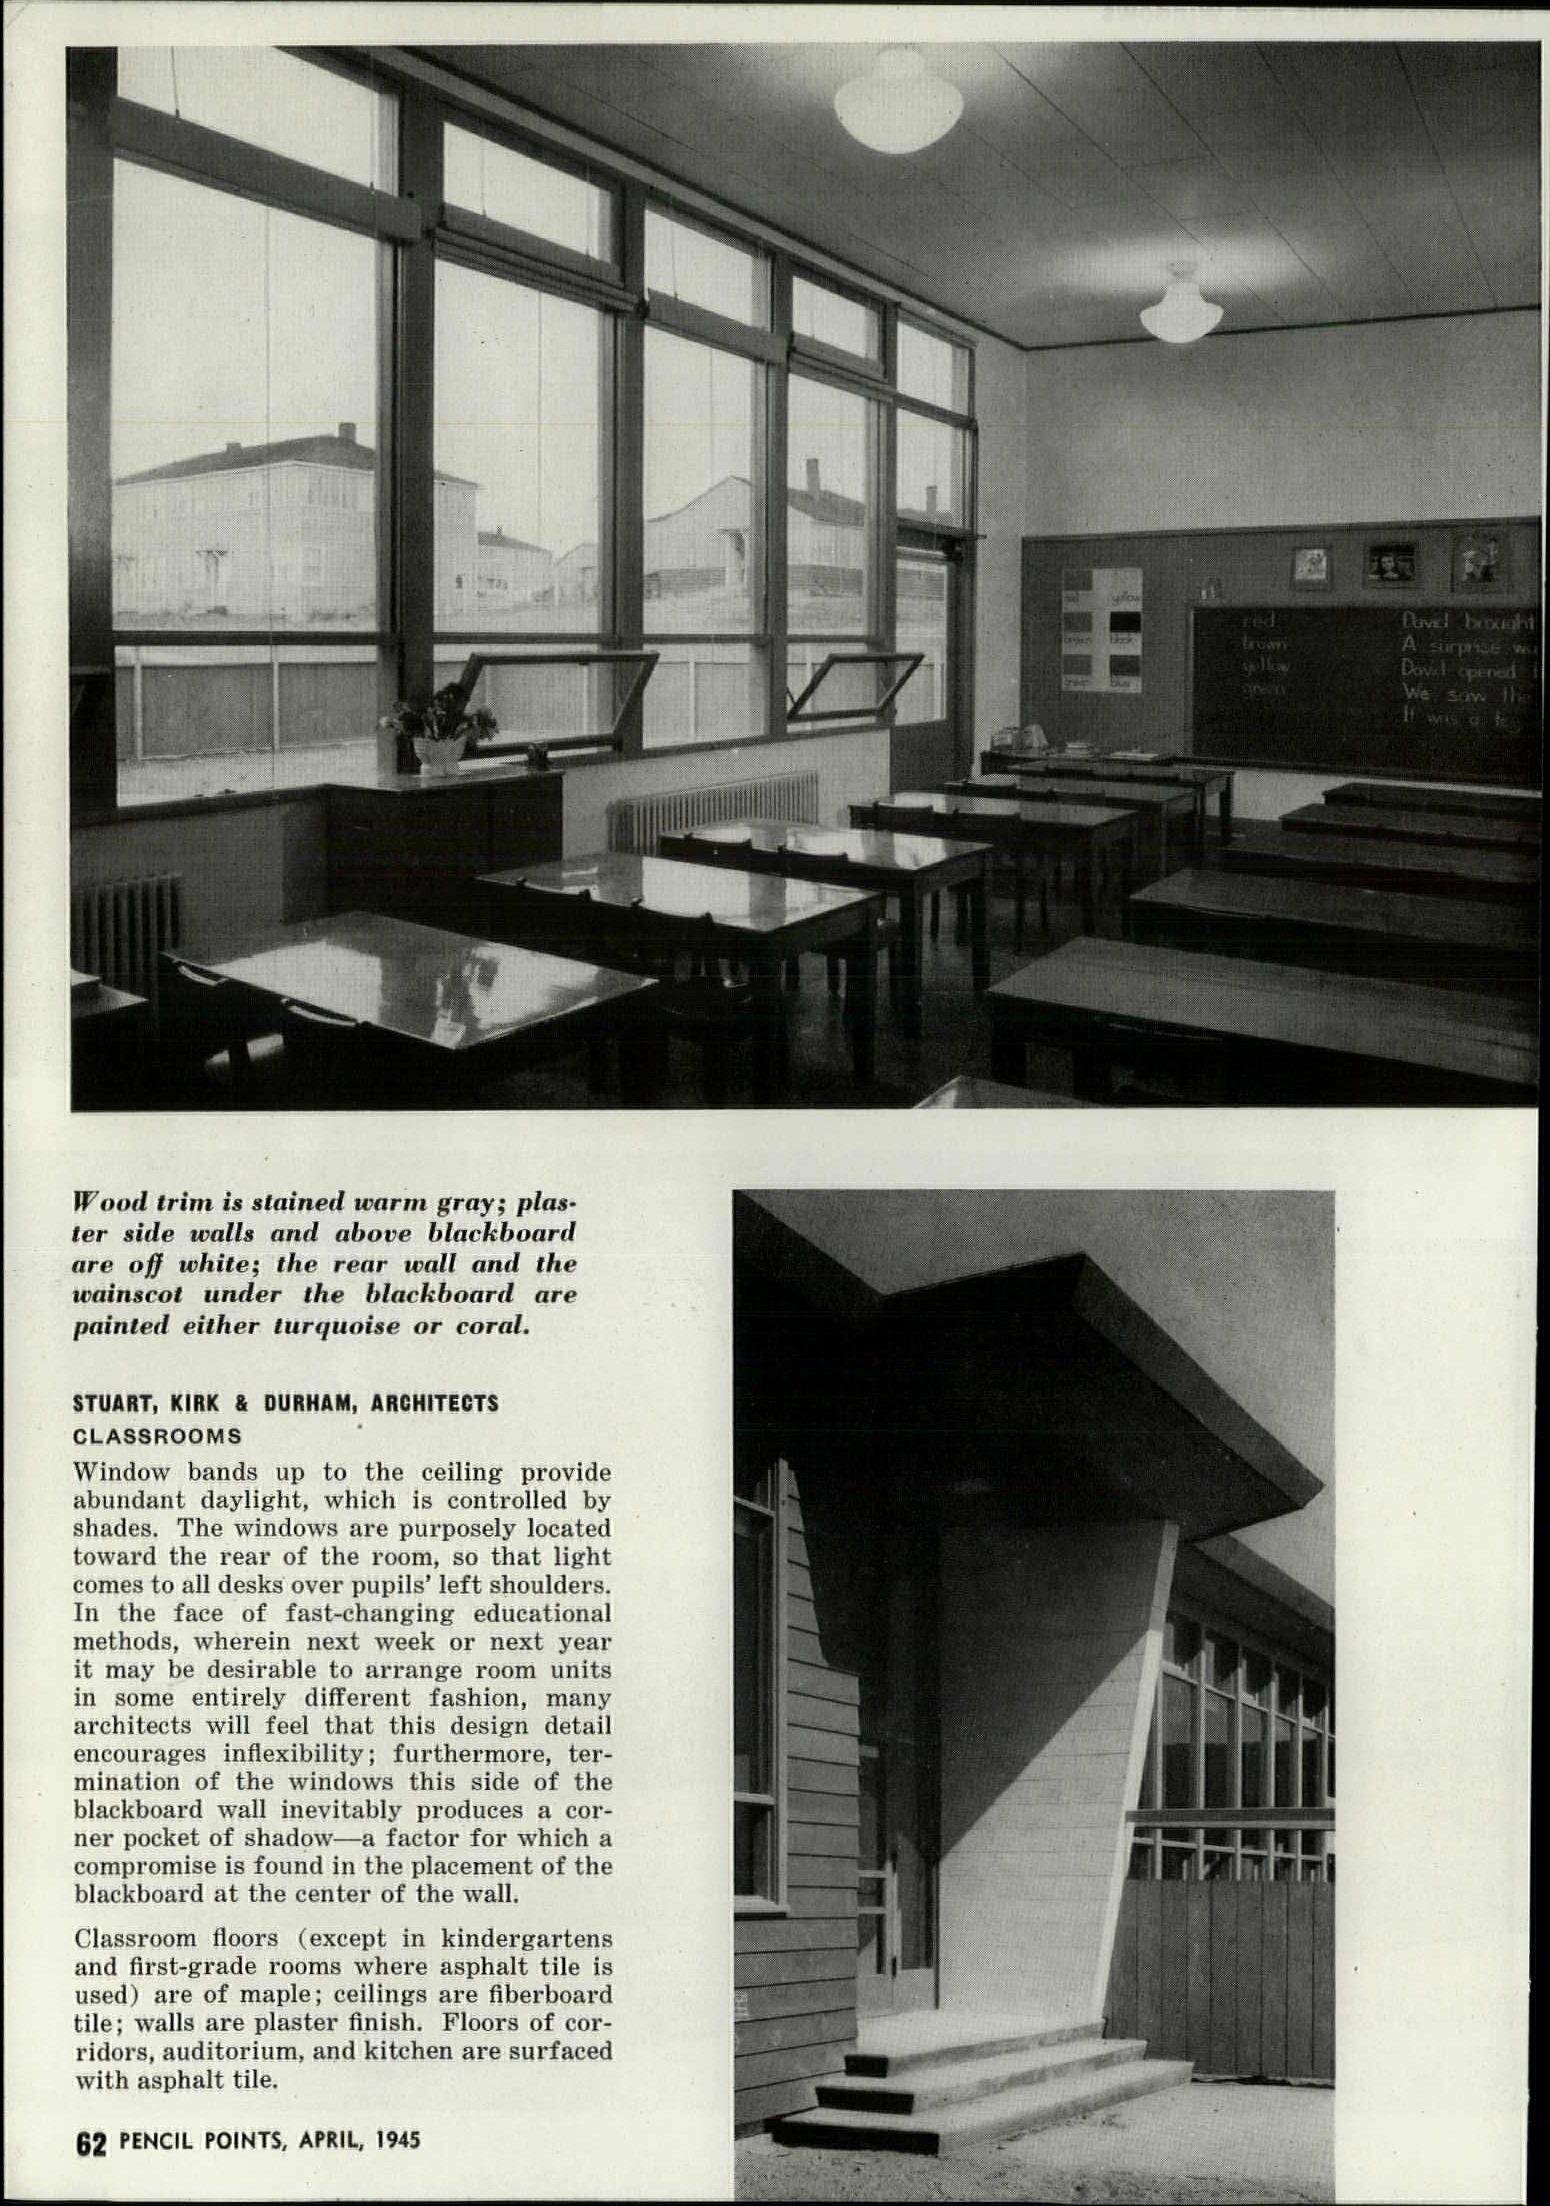 red
brown
yellow
green
David brought
A surprise
David opened
We saw the
It was a
red
yellow
brown
black
green
blue
Wood trim is stained warm gray; plas-
ter side walls and above blackboard
are off white; the rear wall and the
wainscot under the blackboard are
painted either turquoise or coral.
STUART, KIRK & DURHAM, ARCHITECTS
CLASSROOMS
Window bands up to the ceiling provide
abundant daylight, which is controlled by
shades. The windows are purposely located
toward the rear of the room, so that light
comes to all desks over pupils' left shoulders.
In the face of fast-changing educational
methods, wherein next week or next year
it may be desirable to arrange room units
in some entirely different fashion, many
architects will feel that this design detail
encourages inflexibility; furthermore, ter-
mination of the windows this side of the
blackboard wall inevitably produces a cor-
ner pocket of shadow—a factor for which a
compromise is found in the placement of the
blackboard at the center of the wall.
Classroom floors (except in kindergartens
and first-grade rooms where asphalt tile is
used) are of maple; ceilings are fiberboard
tile; walls are plaster finish. Floors of cor-
ridors, auditorium, and kitchen are surfaced
with asphalt tile.
62 PENCIL POINTS, APRIL, 1945